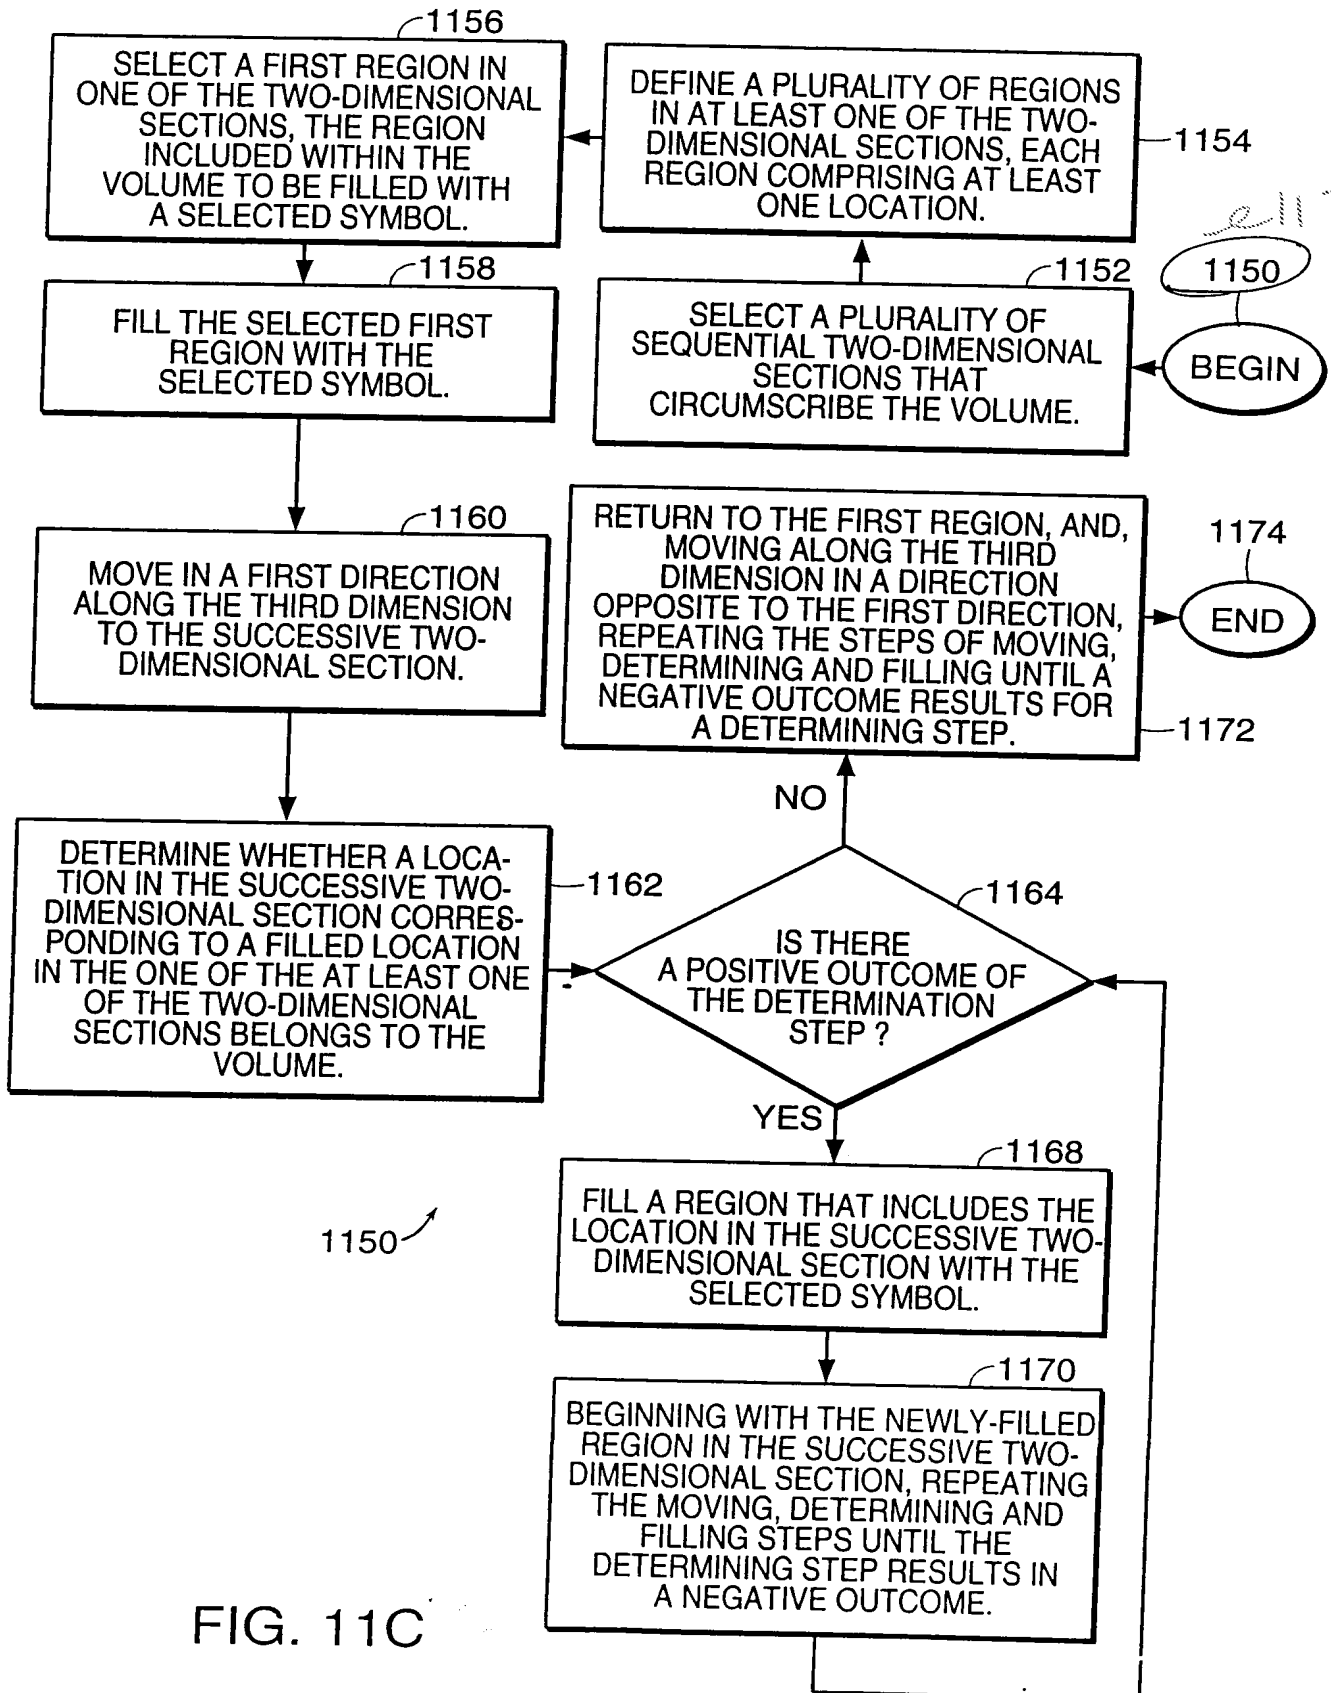 1156
SELECT A FIRST REGION IN
ONE OF THE TWO-DIMENSIONAL
SECTIONS, THE REGION
INCLUDED WITHIN THE
VOLUME TO BE FILLED WITH
A SELECTED SYMBOL.
DEFINE A PLURALITY OF REGIONS
IN AT LEAST ONE OF THE TWO-
DIMENSIONAL SECTIONS, EACH
REGION COMPRISING AT LEAST
ONE LOCATION.
1154
1158
FILL THE SELECTED FIRST
REGION WITH THE
SELECTED SYMBOL.
1152
SELECT A PLURALITY OF
SEQUENTIAL TWO-DIMENSIONAL
SECTIONS THAT
CIRCUMSCRIBE THE VOLUME.
1150
BEGIN
1160
MOVE IN A FIRST DIRECTION
ALONG THE THIRD DIMENSION
TO THE SUCCESSIVE TWO-
DIMENSIONAL SECTION.
RETURN TO THE FIRST REGION, AND,
MOVING ALONG THE THIRD
DIMENSION IN A DIRECTION
OPPOSITE TO THE FIRST DIRECTION,
REPEATING THE STEPS OF MOVING,
DETERMINING AND FILLING UNTIL A
NEGATIVE OUTCOME RESULTS FOR
A DETERMINING STEP.
1172
1174
END
DETERMINE WHETHER A LOCA-
TION IN THE SUCCESSIVE TWO-
DIMENSIONAL SECTION CORRES-
PONDING TO A FILLED LOCATION
IN THE ONE OF THE AT LEAST ONE
OF THE TWO-DIMENSIONAL
SECTIONS BELONGS TO THE
VOLUME.
1162
NO
1164
IS THERE
A POSITIVE OUTCOME OF
THE DETERMINATION
STEP ?
YES
1168
FILL A REGION THAT INCLUDES THE
LOCATION IN THE SUCCESSIVE TWO-
DIMENSIONAL SECTION WITH THE
SELECTED SYMBOL.
1150
1170
BEGINNING WITH THE NEWLY-FILLED
REGION IN THE SUCCESSIVE TWO-
DIMENSIONAL SECTION, REPEATING
THE MOVING, DETERMINING AND
FILLING STEPS UNTIL THE
DETERMINING STEP RESULTS IN
A NEGATIVE OUTCOME.
FIG. 11C